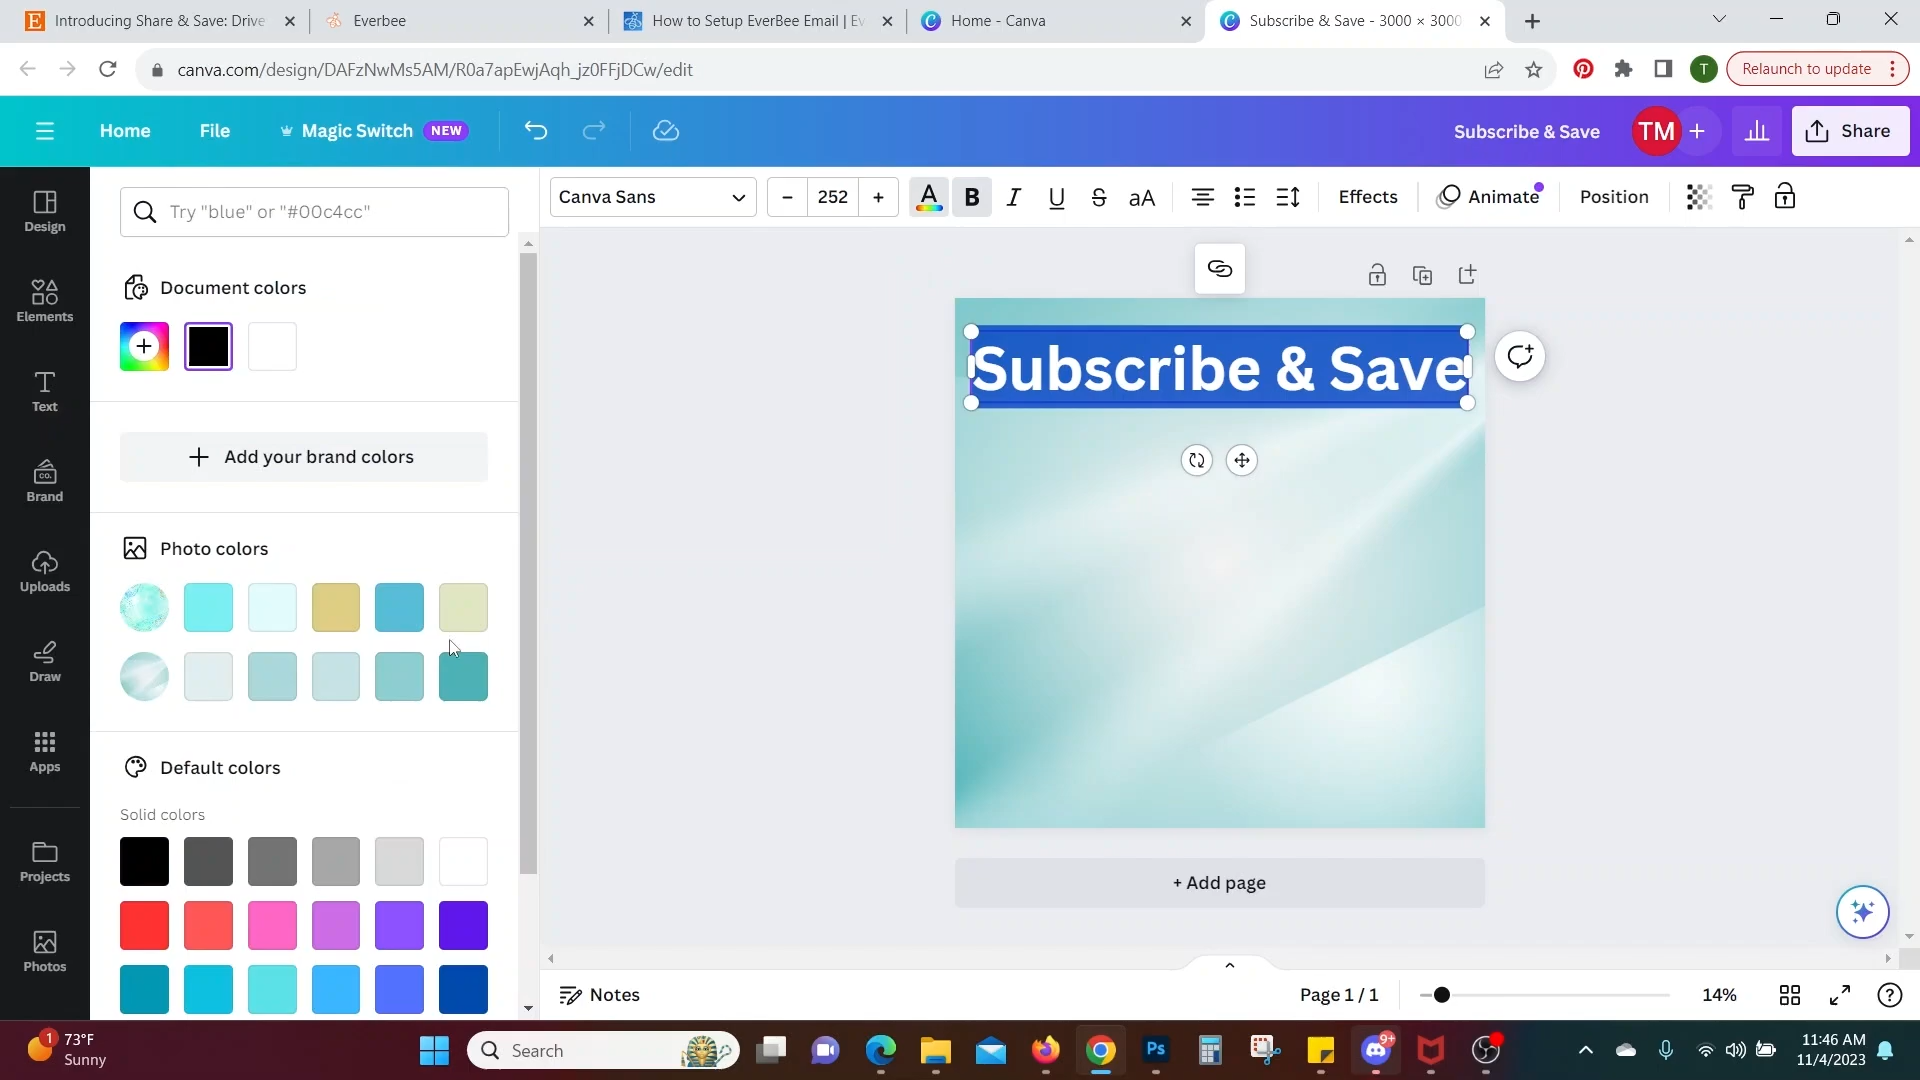 Introducing Share & Save: Drive
Everbee
How to Setup EverBee Email | Ev
Home - Canva
Subscribe & Save - 3000 × 3000
canva.com/design/DAFzNwMs5AM/R0a7apEwjAqh_jz0FFjDCw/edit
T
Relaunch to update
Home
File
Magic Switch
NEW
Subscribe & Save
TM
Share
Design
Elements
Text
Brand
Uploads
Draw
Apps
Projects
Photos
Try "blue" or "#00c4cc"
Document colors
Add your brand colors
Photo colors
Default colors
Solid colors
Canva Sans
252
A
B
I
U
S
aA
Effects
Animate
Position
Subscribe & Save
+ Add page
Notes
Page 1 / 1
14%
1
73°F
Sunny
Search
Ps
9+
11:46 AM
11/4/2023